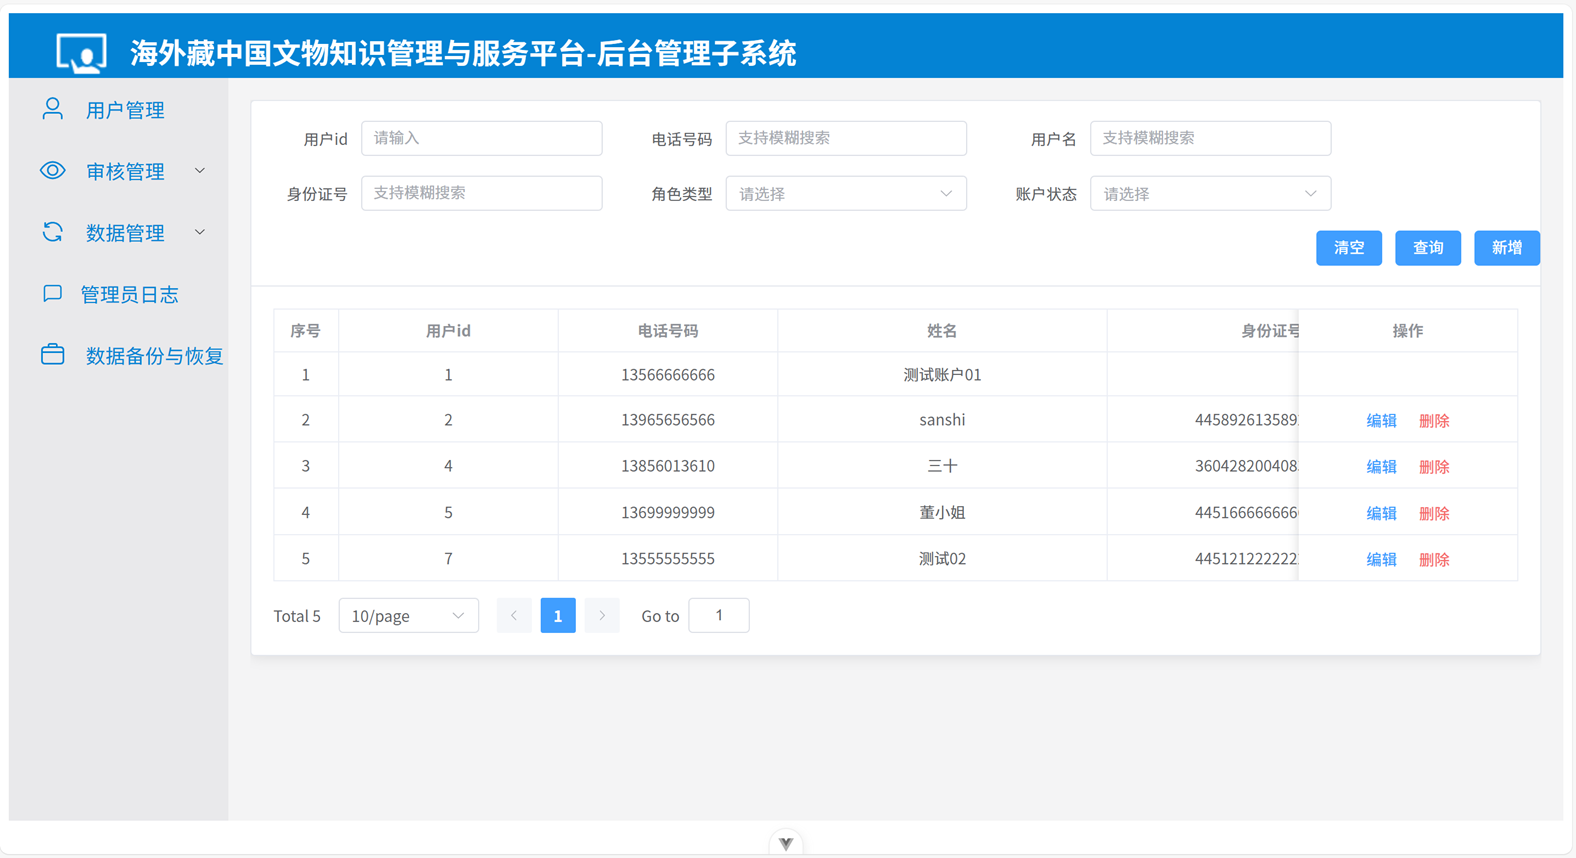 海外藏中国文物知识管理与服务平台-后台管理子系统
用户管理
审核管理
数据管理
管理员日志
数据备份与恢复
用户id 请输入 电话号码 支持模糊搜索 用户名 支持模糊搜索
身份证号 支持模糊搜索 角色类型 请选择 账户状态 请选择
清空 查询 新增
序号 用户id 电话号码 姓名 身份证号 操作
1 1 13566666666 测试账户01
2 2 13965656566 sanshi 445892613589 编辑 删除
3 4 13856013610 三十 360428200408 编辑 删除
4 5 13699999999 董小姐 445166666666 编辑 删除
5 7 13555555555 测试02 445121222222 编辑 删除
Total 5 10/page 1 Go to 1